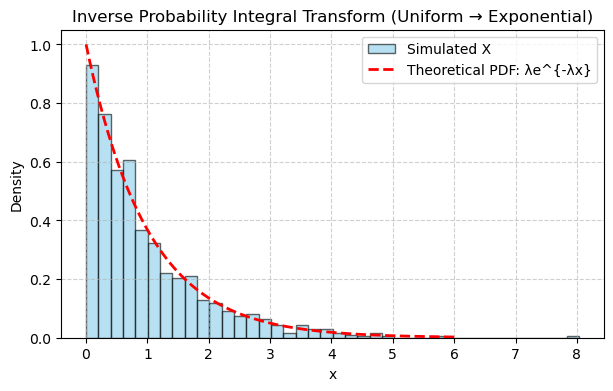 Inverse Probability Integral Transform (Uniform → Exponential)
Simulated X
Theoretical PDF: λe^{-λx}
Density
1.0
0.8
0.6
0.4
0.2
0.0
0 1 2 3 4 5 6 7 8
x